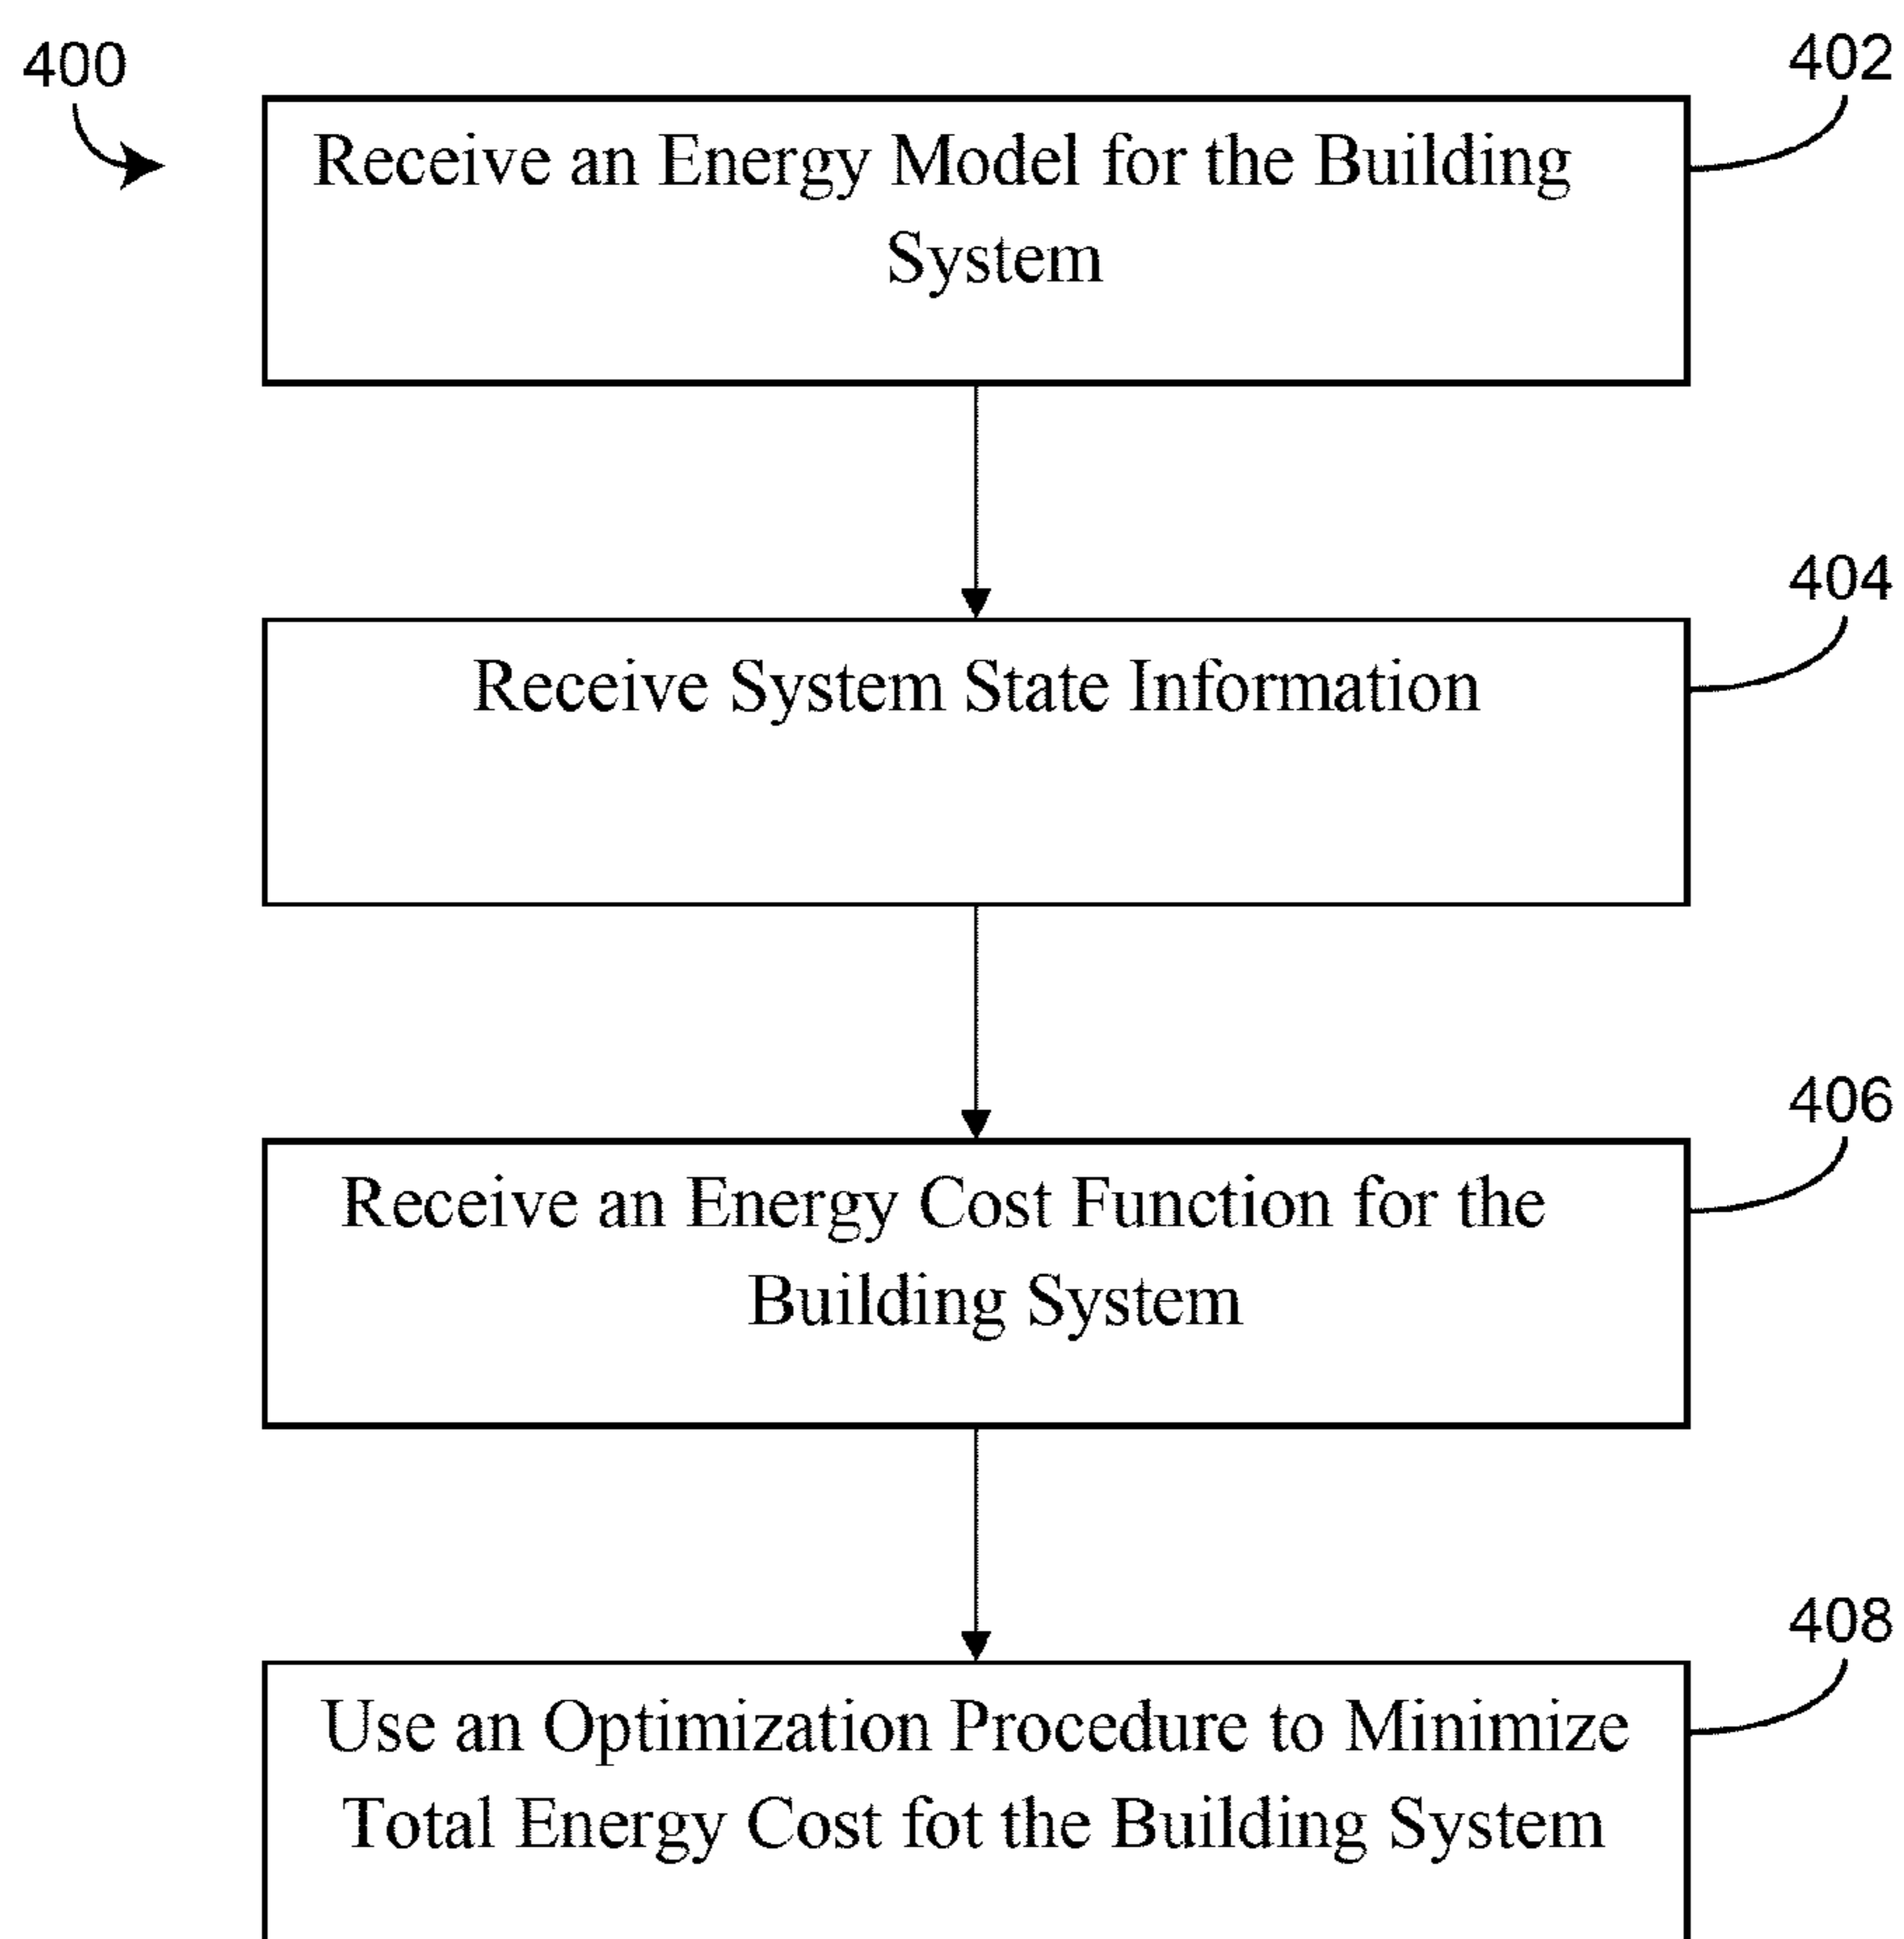 400
402
Receive an Energy Model for the Building
System
404
Receive System State Information
406
Receive an Energy Cost Function for the
Building System
408
Use an Optimization Procedure to Minimize
Total Energy Cost fot the Building System